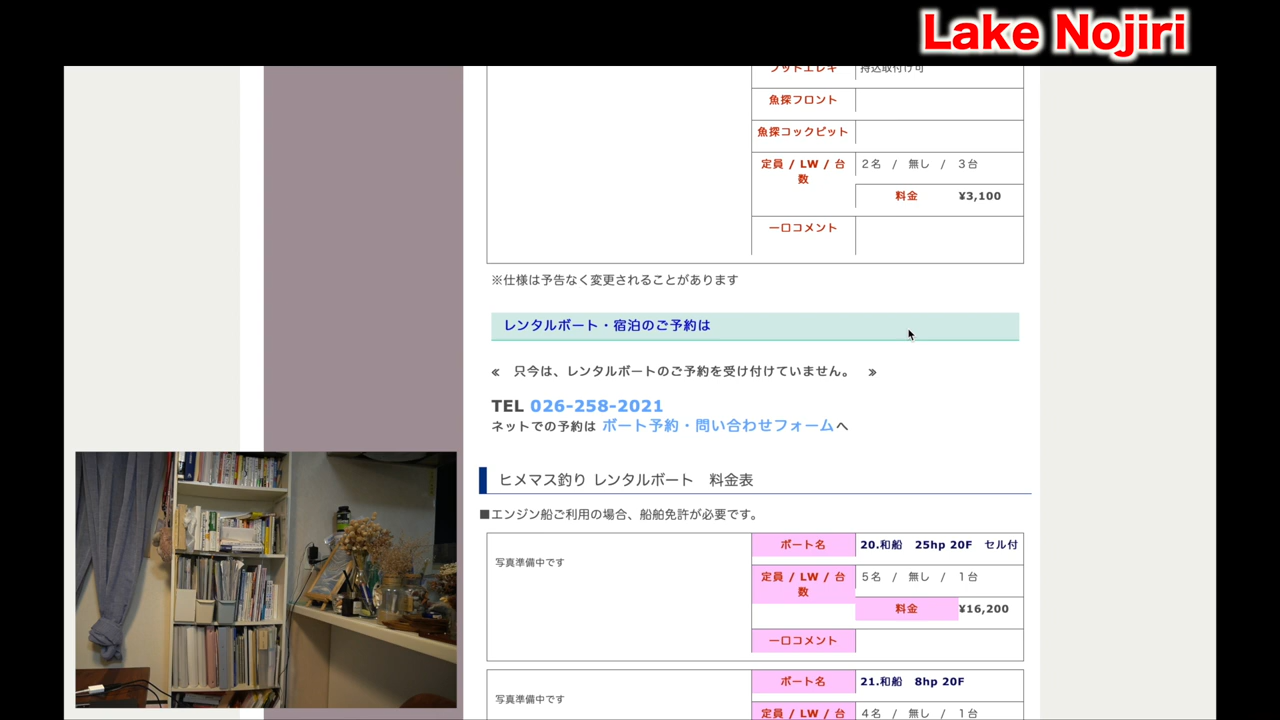 Lake Nojiri
フットエレキ 持込取付け可
魚探フロント
魚探コックピット
定員 / LW / 台数 2名 / 無し / 3台
料金 ¥3,100
一口コメント
※仕様は予告なく変更されることがあります
レンタルボート・宿泊のご予約は
≪ 只今は、レンタルボートのご予約を受け付けていません。 ≫
TEL 026-258-2021
ネットでの予約は ボート予約・問い合わせフォームへ
ヒメマス釣り レンタルボート 料金表
■エンジン船ご利用の場合、船舶免許が必要です。
写真準備中です
ボート名 20.和船 25hp 20F セル付
定員 / LW / 台数 5名 / 無し / 1台
料金 ¥16,200
一口コメント
写真準備中です
ボート名 21.和船 8hp 20F
定員 / LW / 台 4名 / 無し / 1台